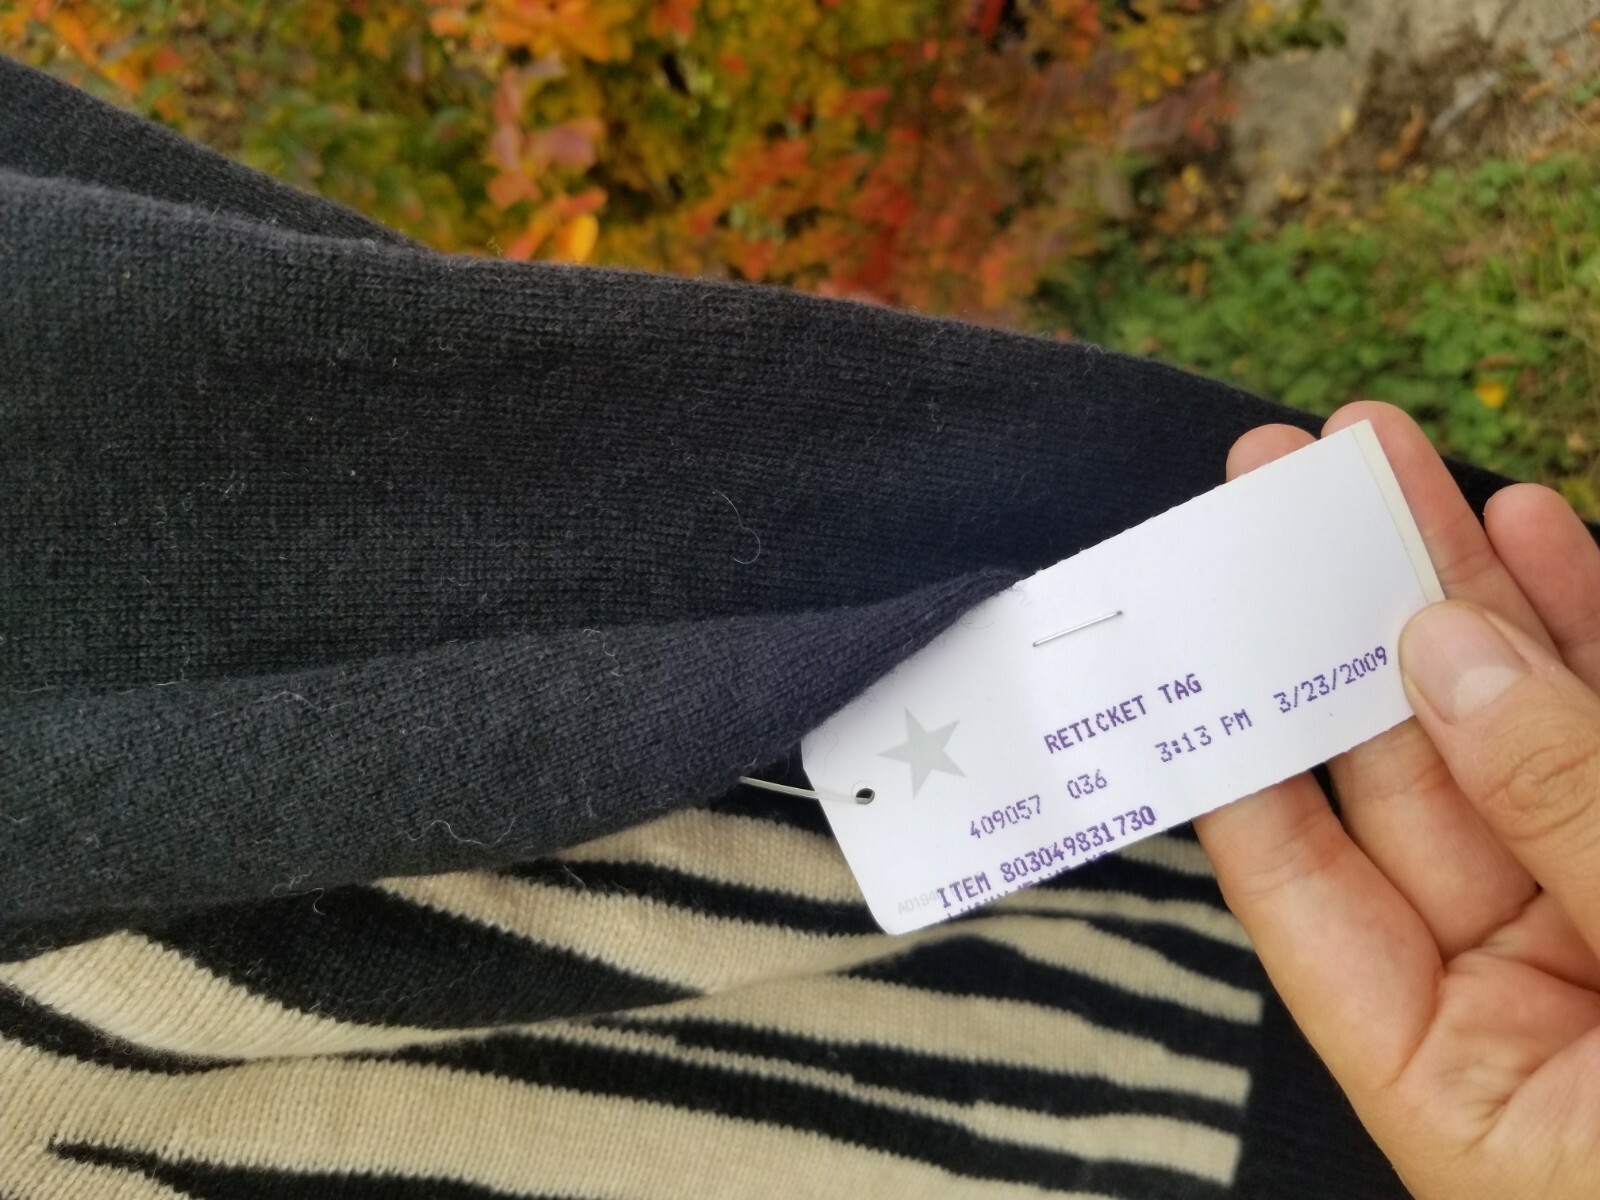 RETICKET TAG
409057 036 3:13 PM 3/23/2009
ITEM 803049831730